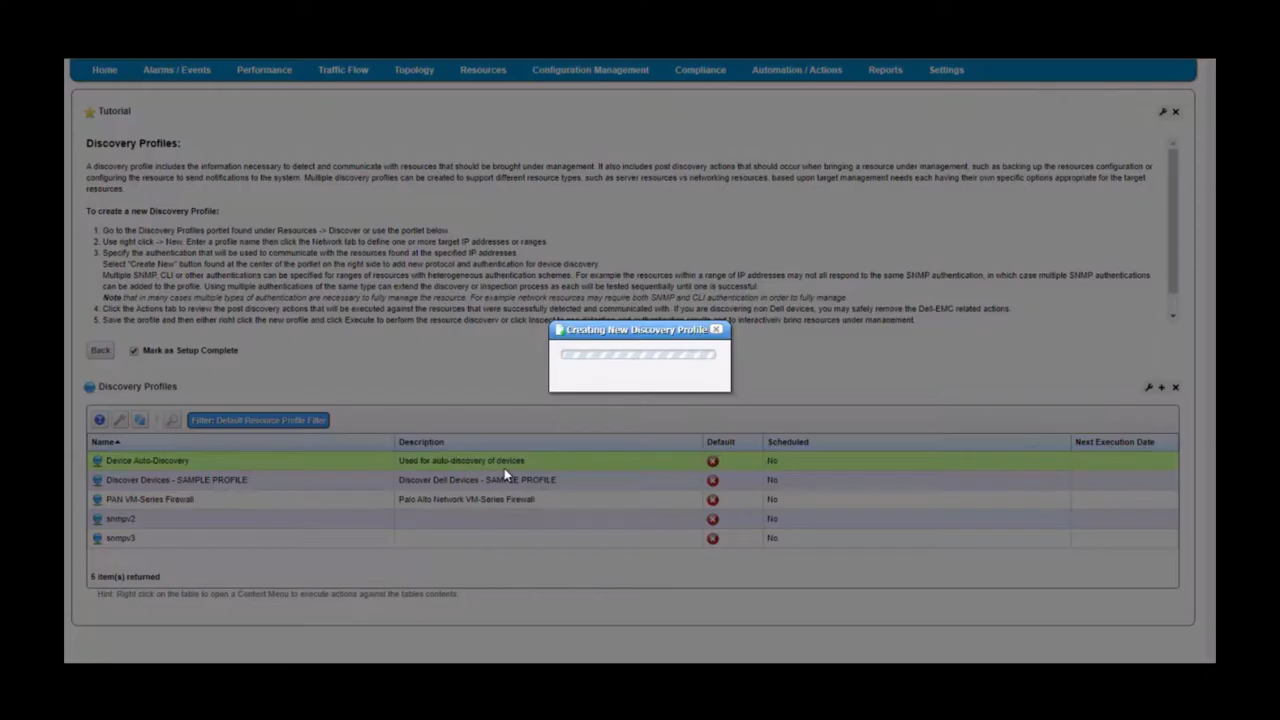 Home Alarms / Events Performance Traffic Flow Topology Resources Configuration Management Compliance Automation / Actions Reports Settings
Tutorial
Discovery Profiles:
A discovery profile includes the information necessary to detect and communicate with resources that should be brought under management. It also includes post discovery actions that should occur when bringing a resource under management, such as backing up the resources configuration or
configuring the resource to send notifications to the system. Multiple discovery profiles can be created to support different resource types, such as server resources vs networking resources, based upon target management needs each having their own specific options appropriate for the target
resources.
To create a new Discovery Profile:
1. Go to the Discovery Profiles portlet found under Resources -> Discover or use the portlet below.
2. Use right click -> New. Enter a profile name then click the Network tab to define one or more target IP addresses or ranges.
3. Specify the authentication that will be used to communicate with the resources found at the specified IP addresses.
Select "Create New" button found at the center of the portlet on the right side to add new protocol and authentication for device discovery.
Multiple SNMP, CLI or other authentications can be specified for ranges of resources with heterogeneous authentication schemes. For example the resources within a range of IP addresses may not all respond to the same SNMP authentication, in which case multiple SNMP authentications
can be added to the profile. Using multiple authentications of the same type can extend the discovery or inspection process as each will be tested sequentially until one is successful.
Note that in many cases multiple types of authentication are necessary to fully manage the resource. For example network resources may require both SNMP and CLI authentication in order to fully manage
4. Click the Actions tab to review the post discovery actions that will be executed against the resources that were successfully detected and communicated with. If you are discovering non Dell devices, you may safely remove the Dell-EMC related actions.
5. Save the profile and then either right click the new profile and click Execute to perform the resource discovery or click Inspect to interactively bring resources under management.
Creating New Discovery Profile
Back Mark as Setup Complete
Discovery Profiles
Filter: Default Resource Profile Filter
Name Description Default Scheduled Next Execution Date
Device Auto-Discovery Used for auto-discovery of devices No
Discover Devices - SAMPLE PROFILE Discover Dell Devices - SAMPLE PROFILE No
PAN VM-Series Firewall Palo Alto Network VM-Series Firewall No
snmpv2 No
snmpv3 No
5 item(s) returned
Hint: Right click on the table to open a Context Menu to execute actions against the tables contents.